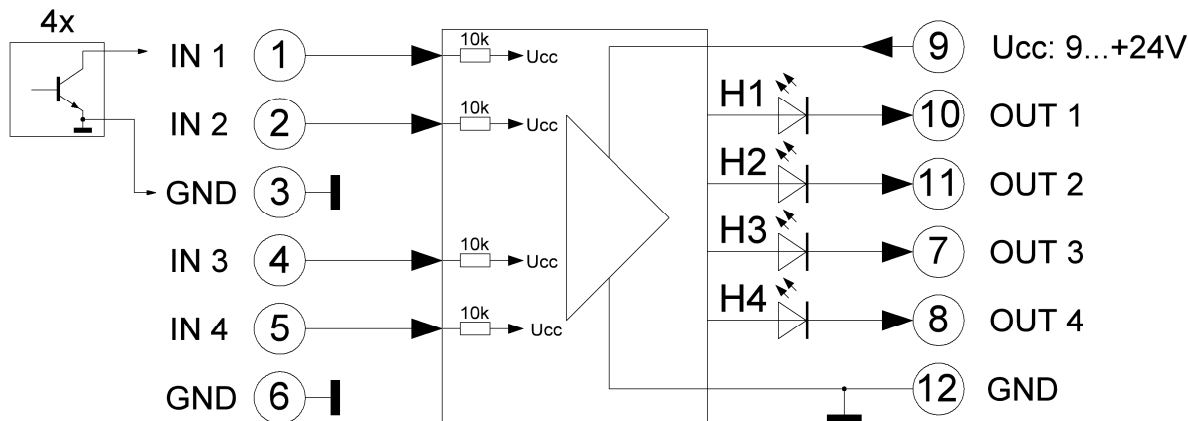 4x
IN 1 1 10k Ucc 9 Ucc: 9...+24V
H1 10 OUT 1
IN 2 2 10k Ucc
H2 11 OUT 2
GND 3
H3 7 OUT 3
IN 3 4 10k Ucc
H4 8 OUT 4
IN 4 5 10k Ucc
GND 6 12 GND